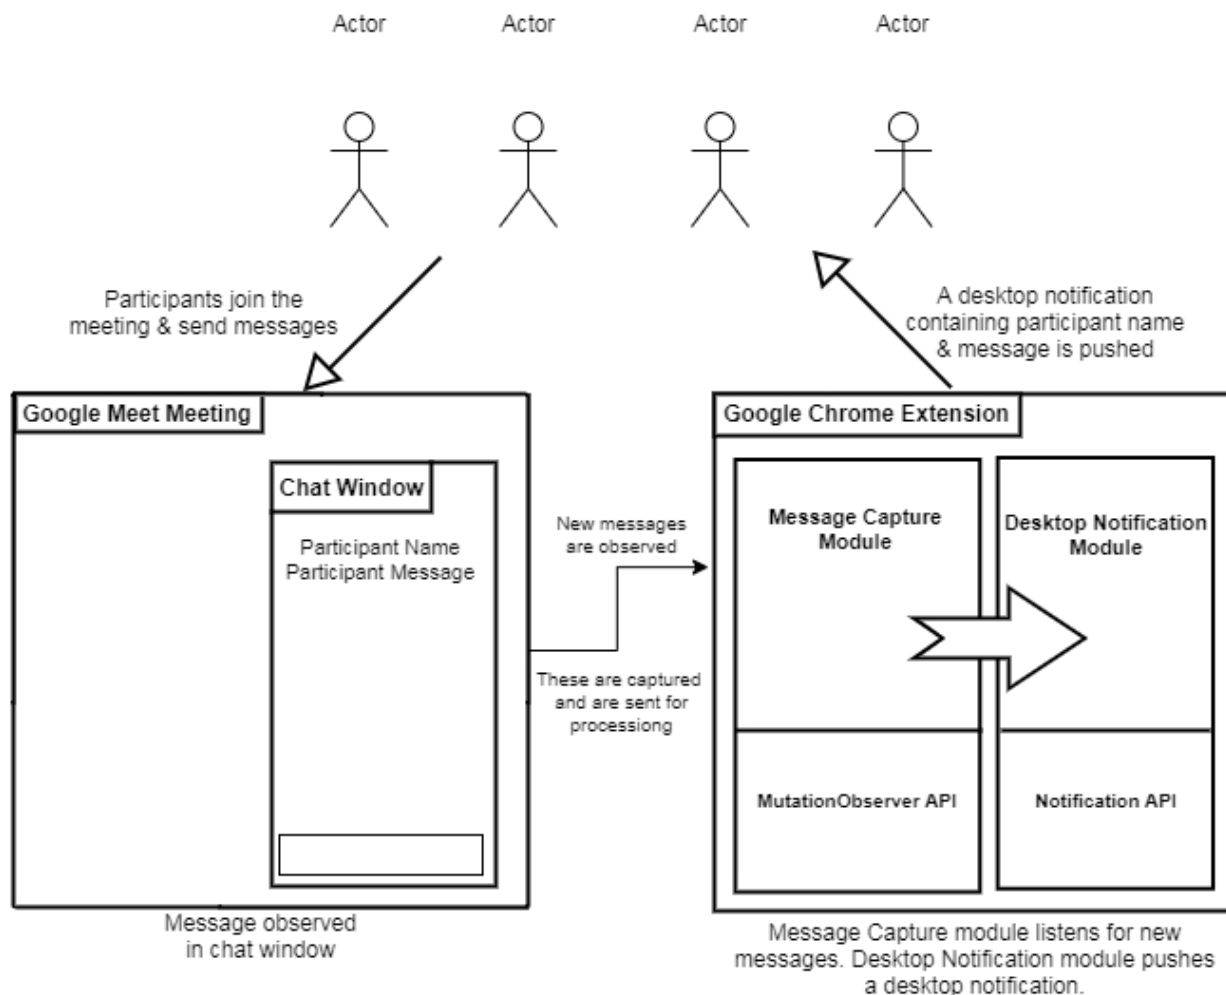 Actor
Actor
Actor
Actor
Participants join the
meeting & send messages
A desktop notification
containing participant name
& message is pushed
Google Meet Meeting
Chat Window
Participant Name
Participant Message
Message observed
in chat window
New messages
are observed
These are captured
and are sent for
processiong
Google Chrome Extension
Message Capture
Module
MutationObserver API
Desktop Notification
Module
Notification API
Message Capture module listens for new
messages. Desktop Notification module pushes
a desktop notification.